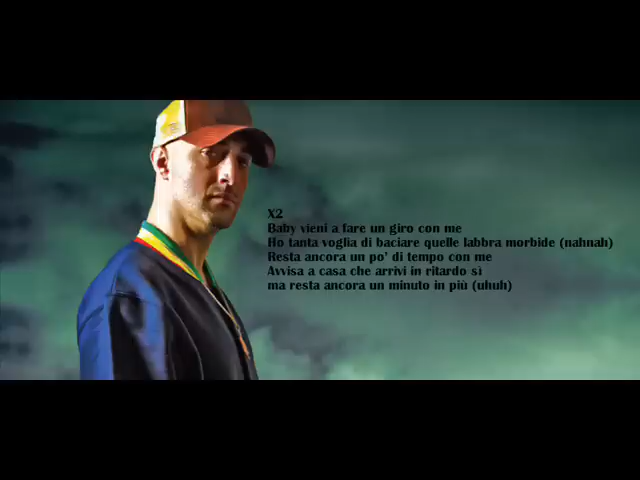 X2
Baby vieni a fare un giro con me
Ho tanta voglia di baciare quelle labbra morbide (nahnah)
Resta ancora un po' di tempo con me
Avvisa a casa che arrivi in ritardo sì
ma resta ancora un minuto in più (uhuh)